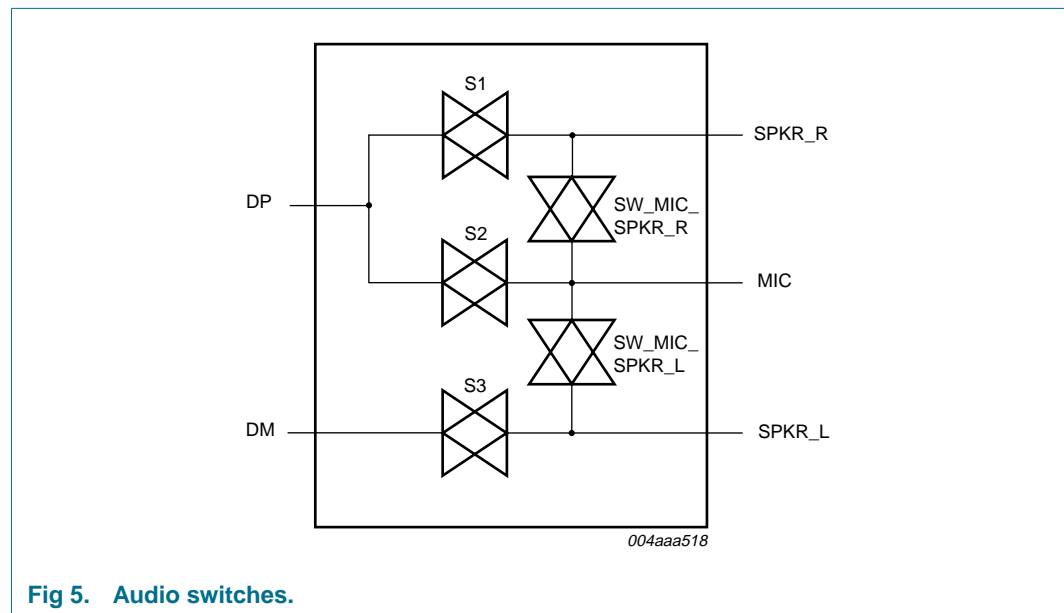 S1
SPKR_R
DP
SW_MIC_
SPKR_R
S2
MIC
SW_MIC_
SPKR_L
S3
DM
SPKR_L
004aaa518
Fig 5. Audio switches.